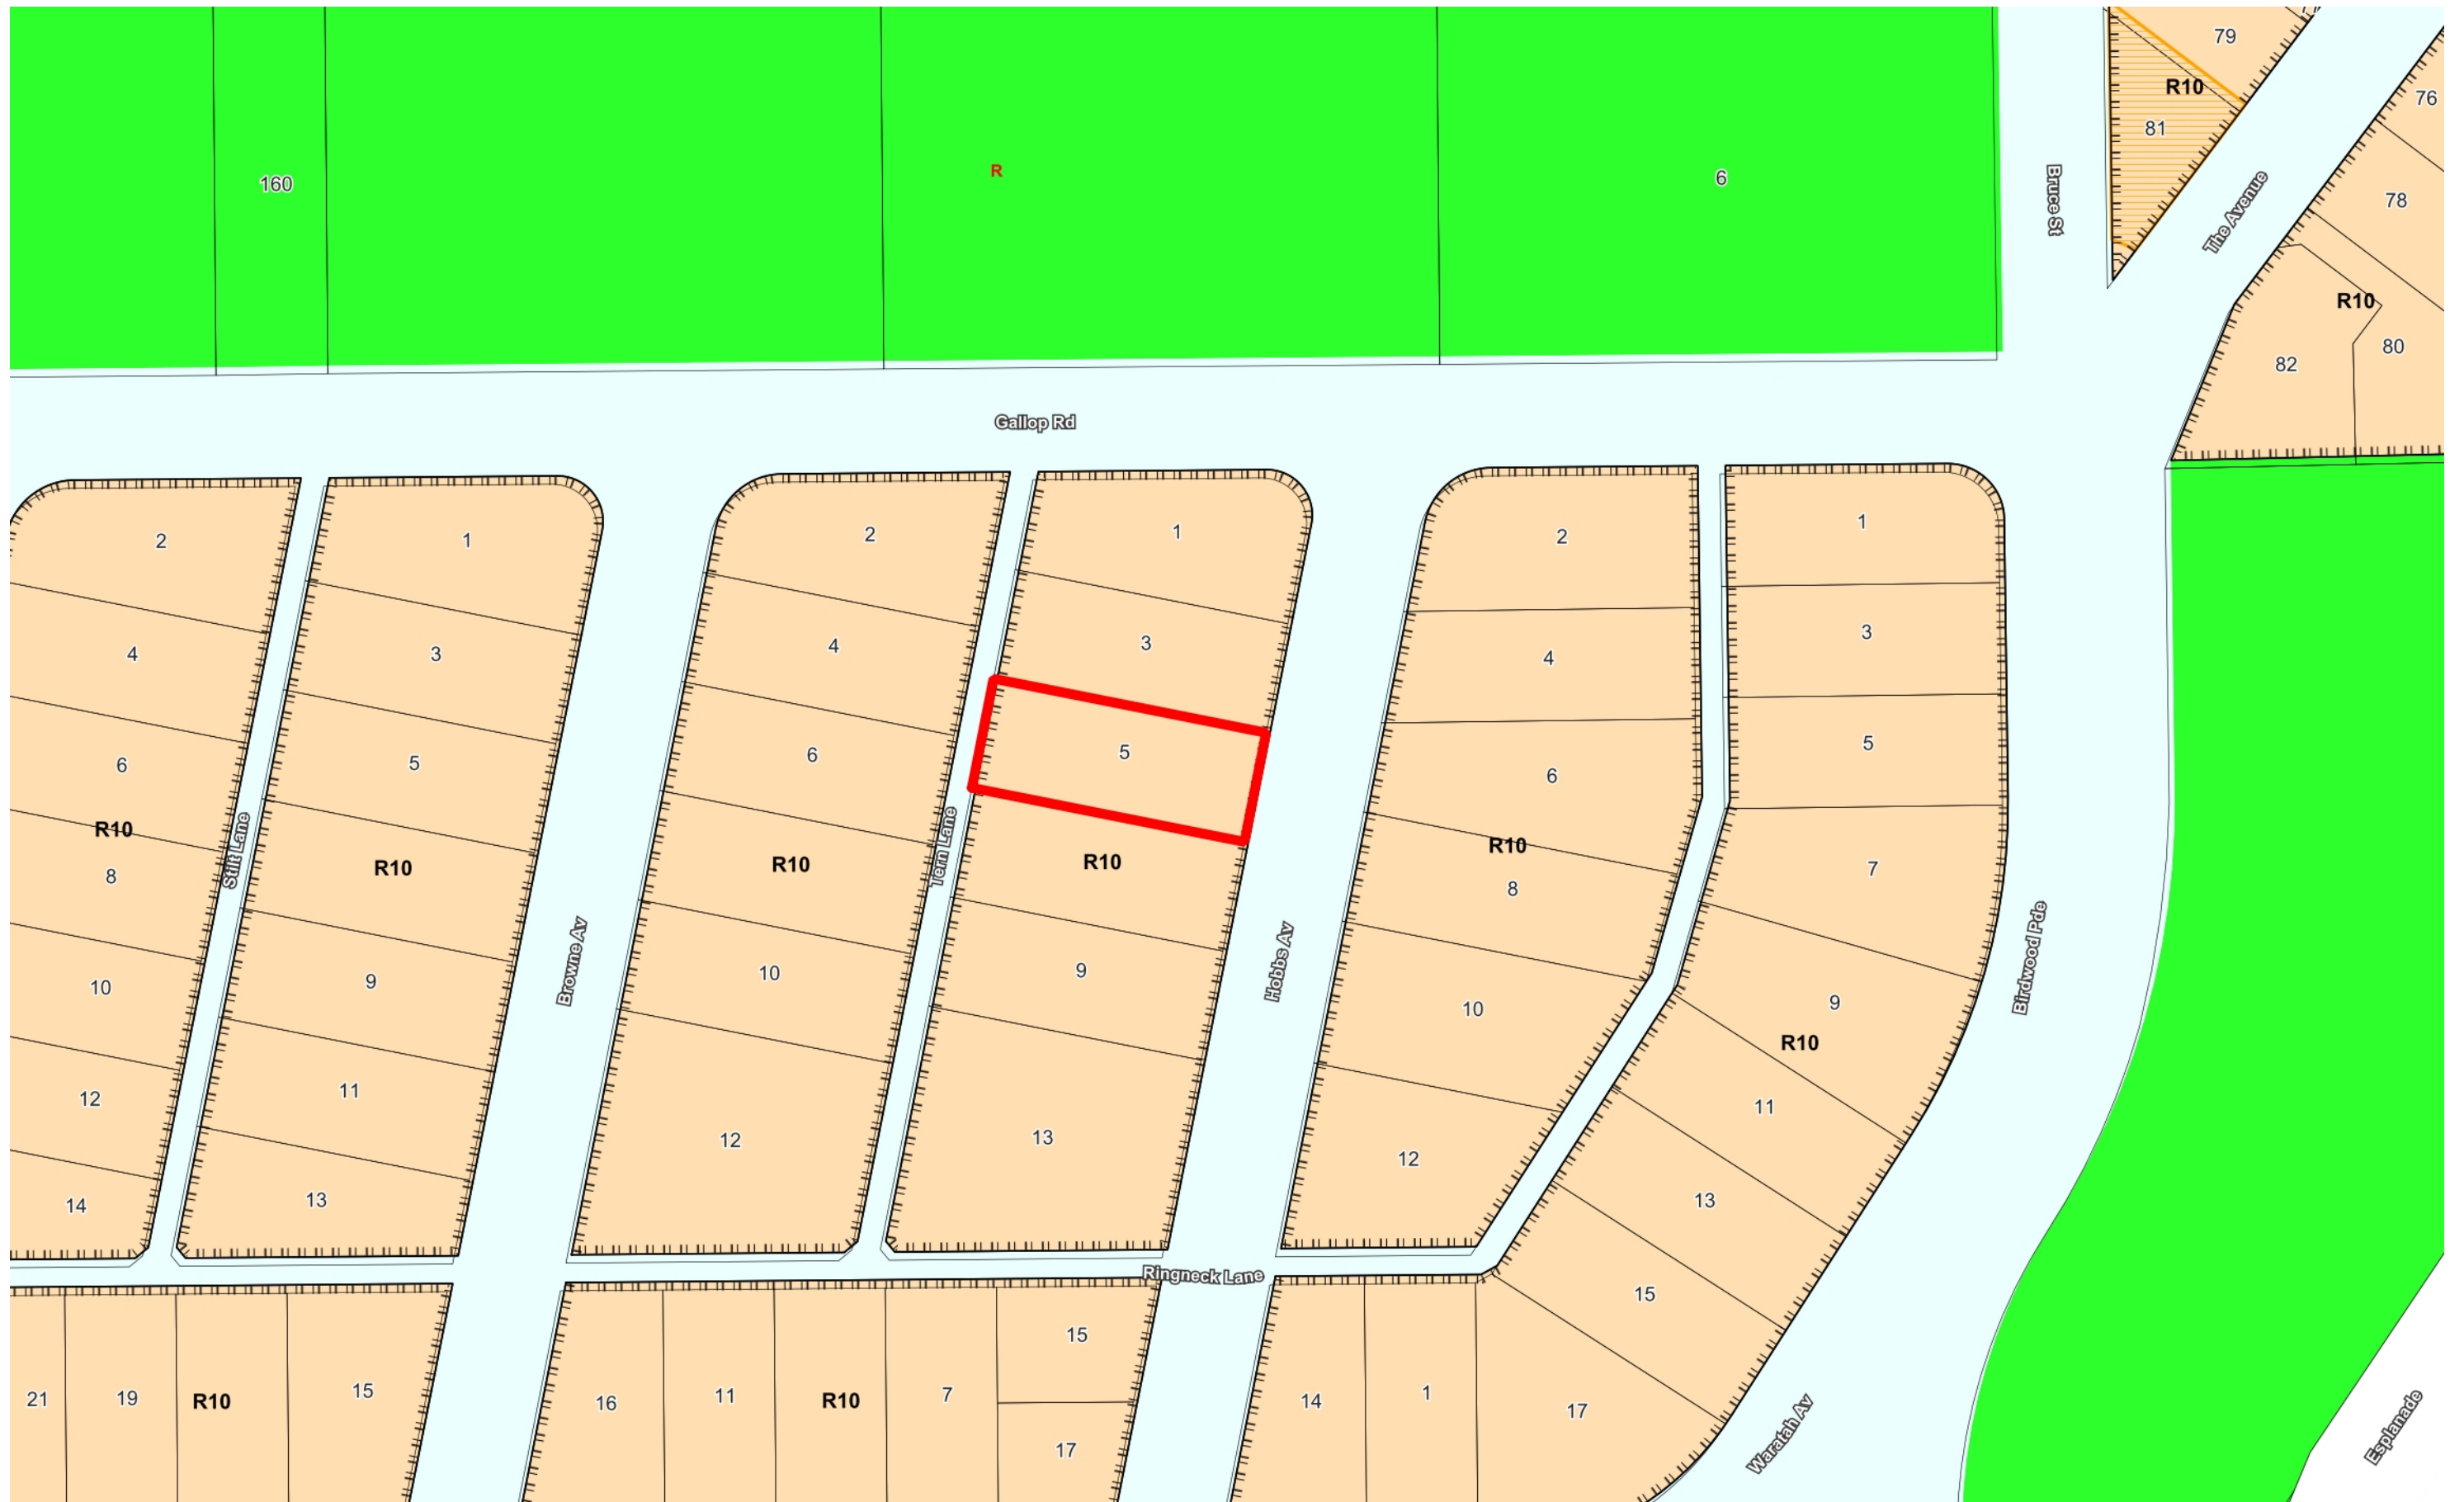 79
R10
76
81
160
R
6
Bruce St
The Avenue
78
R10
80
82
Gallop Rd
2
1
2
1
2
1
4
3
4
3
4
3
6
5
6
5
6
5
R10
8
Stilt Lane
R10
R10
Tern Lane
R10
R10
8
7
10
9
Browne Av
10
9
Hobbs Av
10
9
R10
Birdwood Pde
12
11
11
14
13
12
13
12
13
Ringneck Lane
15
21
19
R10
15
16
11
R10
7
15
17
14
1
17
Waratah Av
Esplanade